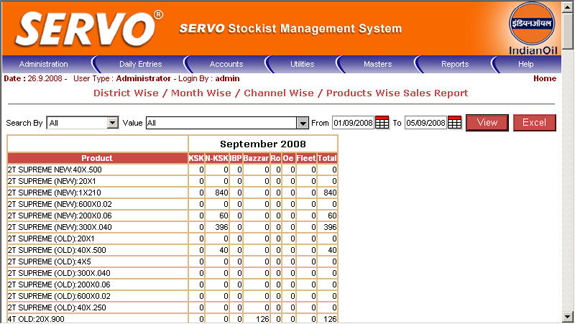 SERVO®
SERVO Stockist Management System
इंडियनऑयल
IndianOil
Administration Daily Entries Accounts Utilities Masters Reports Help
Date : 26.9.2008 - User Type : Administrator - Login By : admin Home
District Wise / Month Wise / Channel Wise / Products Wise Sales Report
Search By All Value All From 01/09/2008 To 05/09/2008 View Excel
September 2008
Product KSK N-KSK IBP Bazzar Ro Oe Fleet Total
2T SUPREME NEW:40X.500 0 0 0 0 0 0 0 0
2T SUPREME (NEW):20X1 0 0 0 0 0 0 0 0
2T SUPREME (NEW):1X210 0 840 0 0 0 0 0 840
2T SUPREME (NEW):600X0.02 0 0 0 0 0 0 0 0
2T SUPREME (NEW):200X0.06 0 60 0 0 0 0 0 60
2T SUPREME (NEW):300X.040 0 396 0 0 0 0 0 396
2T SUPREME (OLD):20X1 0 0 0 0 0 0 0 0
2T SUPREME (OLD):40X.500 0 40 0 0 0 0 0 40
2T SUPREME (OLD):4X5 0 0 0 0 0 0 0 0
2T SUPREME (OLD):300X.040 0 0 0 0 0 0 0 0
2T SUPREME (OLD):200X0.06 0 0 0 0 0 0 0 0
2T SUPREME (OLD):600X0.02 0 0 0 0 0 0 0 0
2T SUPREME (OLD):40X.250 0 0 0 0 0 0 0 0
4T OLD:20X.900 0 0 0 126 0 0 0 126